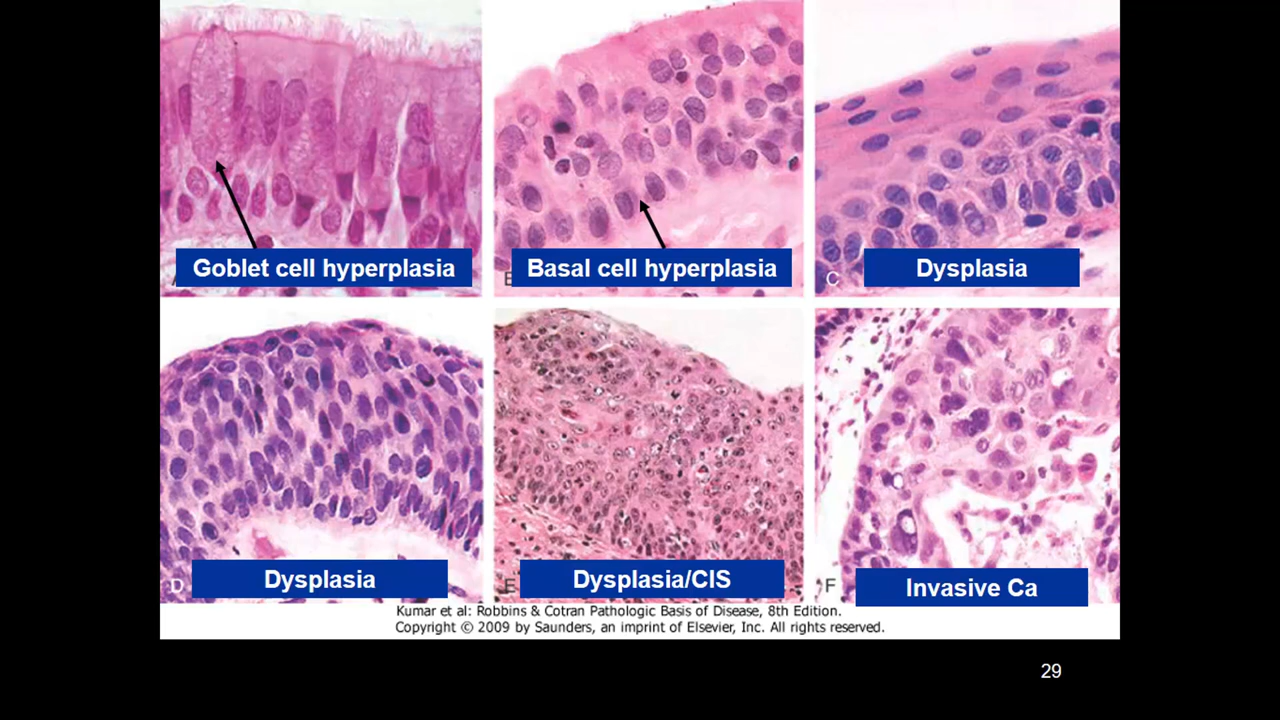 Goblet cell hyperplasia
Basal cell hyperplasia
Dysplasia
C
Dysplasia
D
Dysplasia/CIS
E
Invasive Ca
F
Kumar et al: Robbins & Cotran Pathologic Basis of Disease, 8th Edition.
Copyright © 2009 by Saunders, an imprint of Elsevier, Inc. All rights reserved.
29